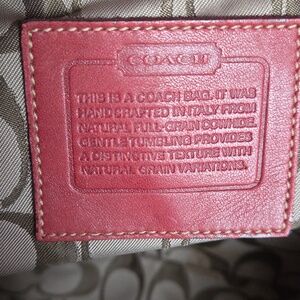 COACH
THIS IS A COACH BAG. IT WAS
HAND CRAFTED IN ITALY FROM
NATURAL FULL-GRAIN COWHIDE.
GENTLE TUMBLING PROVIDES
A DISTINCTIVE TEXTURE WITH
NATURAL GRAIN VARIATIONS.